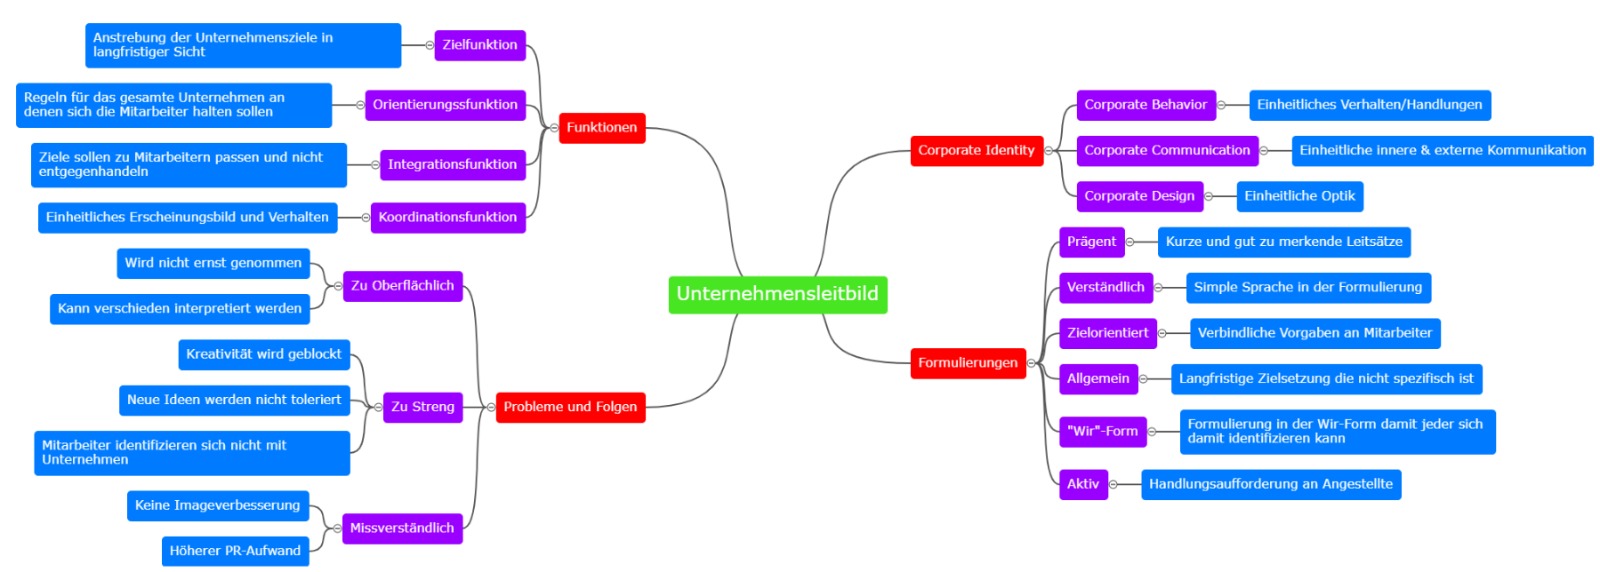 Unternehmensleitbild
Funktionen
Zielfunktion
Anstrebung der Unternehmensziele in
langfristiger Sicht
Orientierungssfunktion
Regeln für das gesamte Unternehmen an
denen sich die Mitarbeiter halten sollen
Integrationsfunktion
Ziele sollen zu Mitarbeitern passen und nicht
entgegenhandeln
Koordinationsfunktion
Einheitliches Erscheinungsbild und Verhalten
Probleme und Folgen
Zu Oberflächlich
Wird nicht ernst genommen
Kann verschieden interpretiert werden
Zu Streng
Kreativität wird geblockt
Neue Ideen werden nicht toleriert
Mitarbeiter identifizieren sich nicht mit
Unternehmen
Missverständlich
Keine Imageverbesserung
Höherer PR-Aufwand
Corporate Identity
Corporate Behavior
Einheitliches Verhalten/Handlungen
Corporate Communication
Einheitliche innere & externe Kommunikation
Corporate Design
Einheitliche Optik
Formulierungen
Prägent
Kurze und gut zu merkende Leitsätze
Verständlich
Simple Sprache in der Formulierung
Zielorientiert
Verbindliche Vorgaben an Mitarbeiter
Allgemein
Langfristige Zielsetzung die nicht spezifisch ist
"Wir"-Form
Formulierung in der Wir-Form damit jeder sich
damit identifizieren kann
Aktiv
Handlungsaufforderung an Angestellte